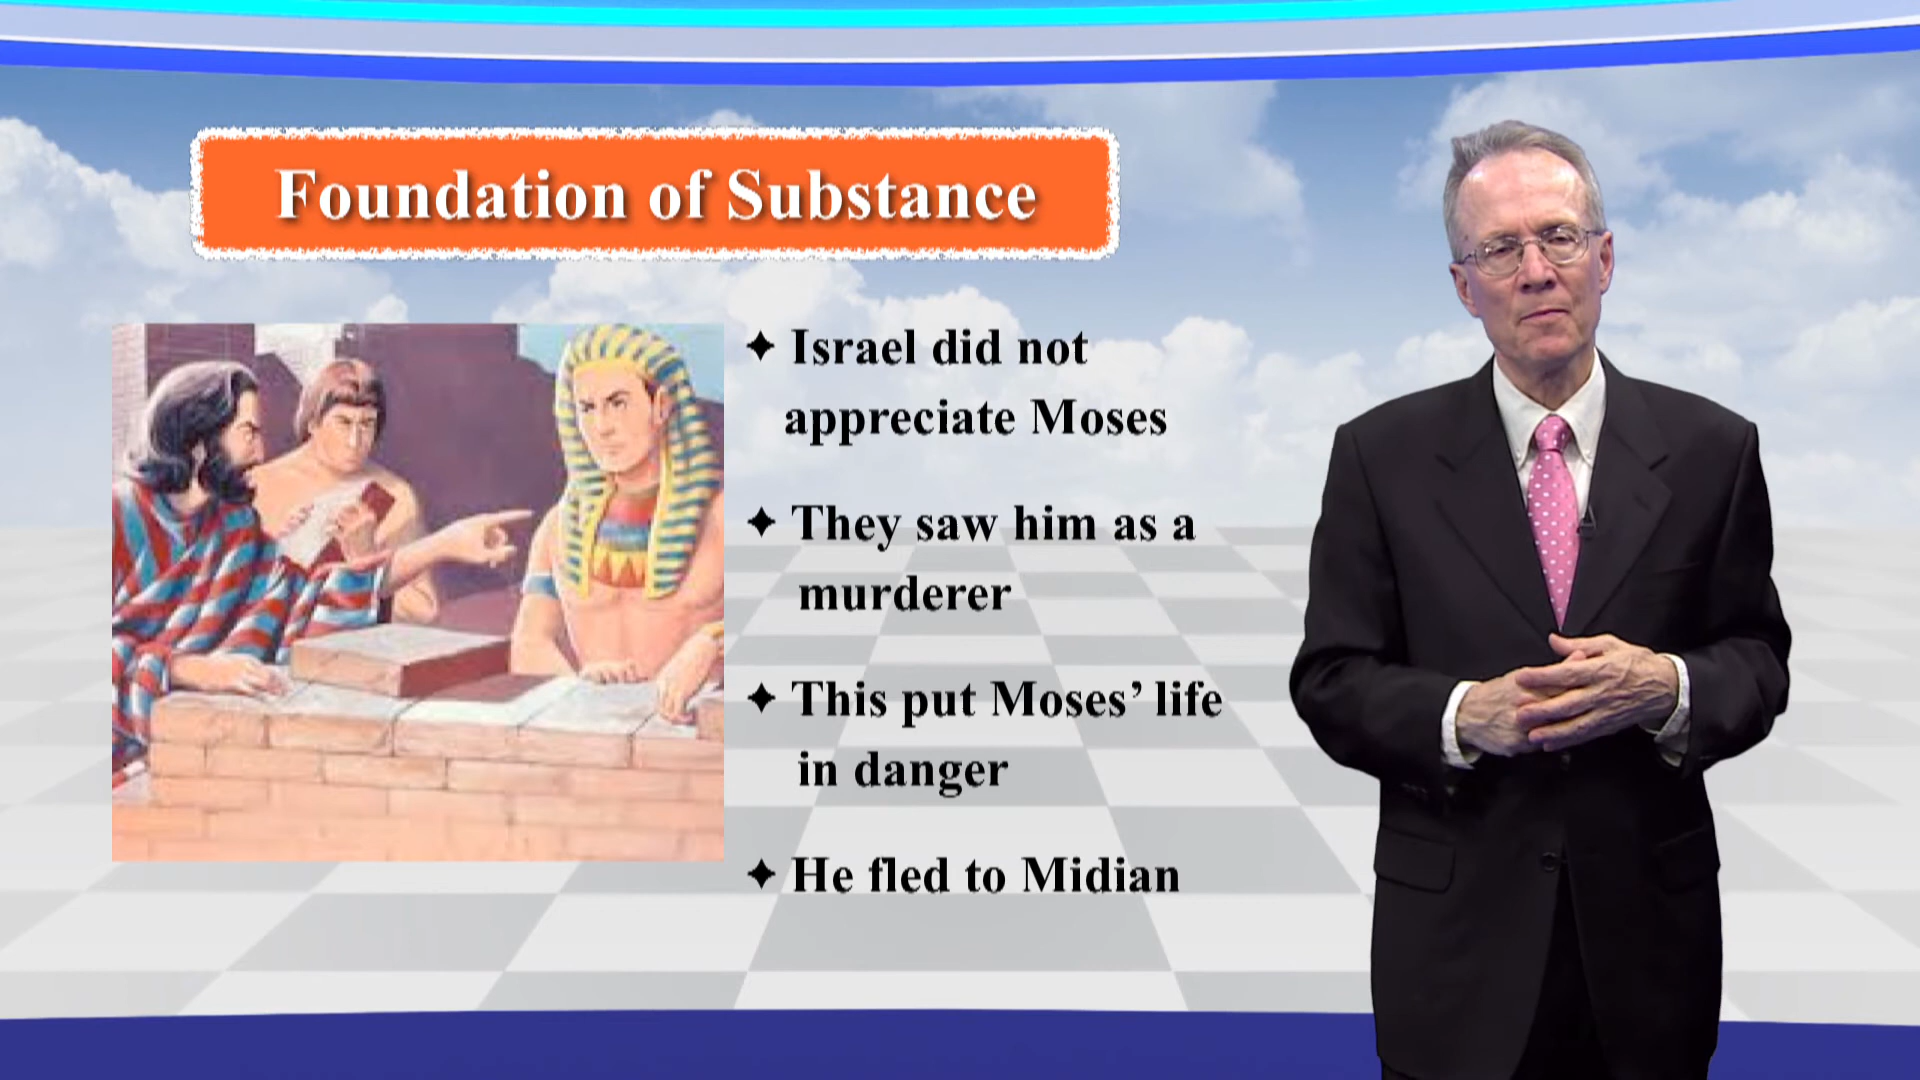 Foundation of Substance
✦ Israel did not
appreciate Moses
✦ They saw him as a
murderer
✦ This put Moses’ life
in danger
✦ He fled to Midian